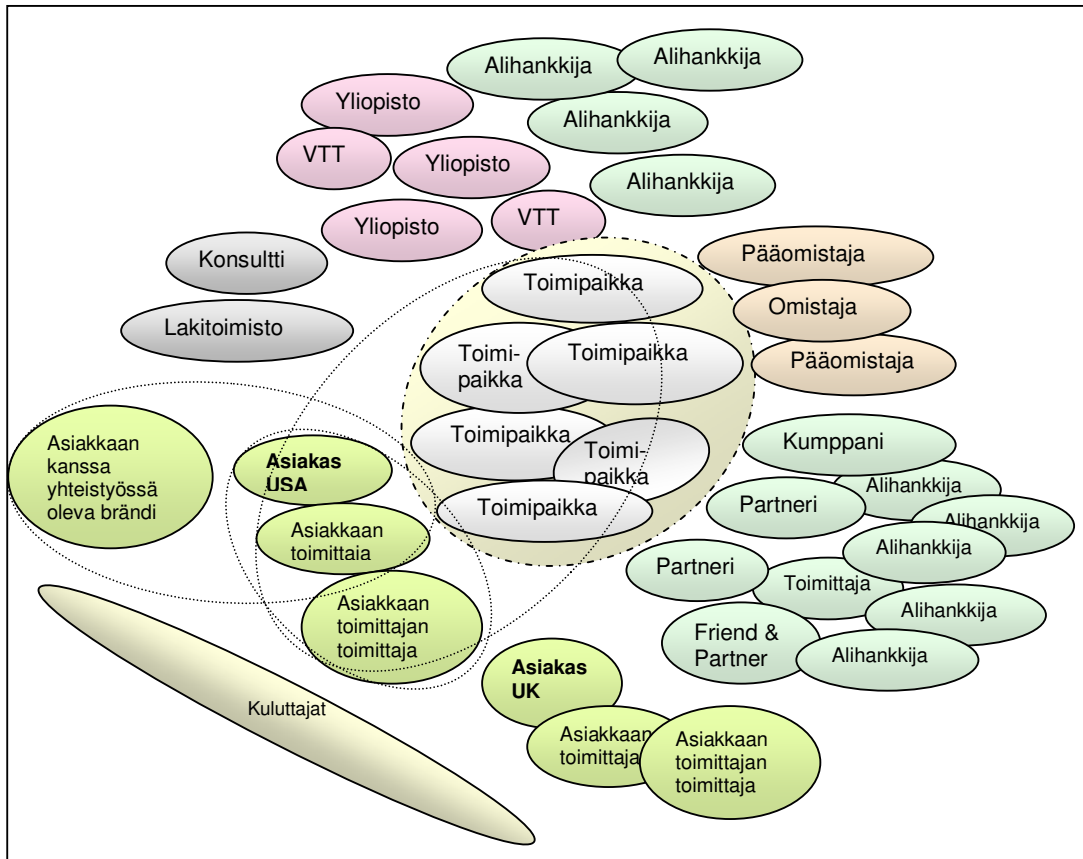 Alihankkija
Alihankkija
Yliopisto
Alihankkija
VTT
Yliopisto
Alihankkija
Yliopisto
VTT
Konsultti
Pääomistaja
Toimipaikka
Omistaja
Lakitoimisto
Toimi-
paikka
Toimipaikka
Pääomistaja
Asiakkaan
kanssa
yhteistyössä
oleva brändi
Asiakas
USA
Toimipaikka
Toimi-
paikka
Toimipaikka
Kumppani
Alihankkija
Partneri
Alihankkija
Alihankkija
Asiakkaan
toimittaja
Partneri
Toimittaja
Alihankkija
Asiakkaan
toimittajan
toimittaja
Friend &
Partner
Alihankkija
Asiakas
UK
Kuluttajat
Asiakkaan
toimittaja
Asiakkaan
toimittajan
toimittaja